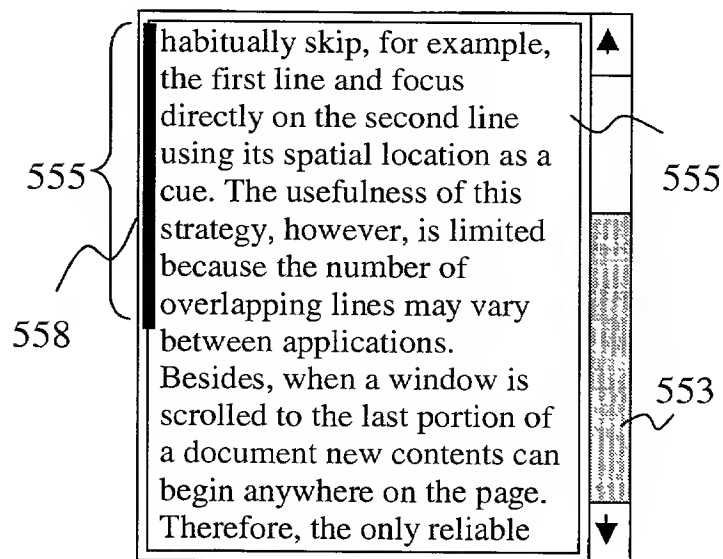 habitually skip, for example,
the first line and focus
directly on the second line
using its spatial location as a
cue. The usefulness of this
strategy, however, is limited
because the number of
overlapping lines may vary
between applications.
Besides, when a window is
scrolled to the last portion of
a document new contents can
begin anywhere on the page.
Therefore, the only reliable
555
558
555
553